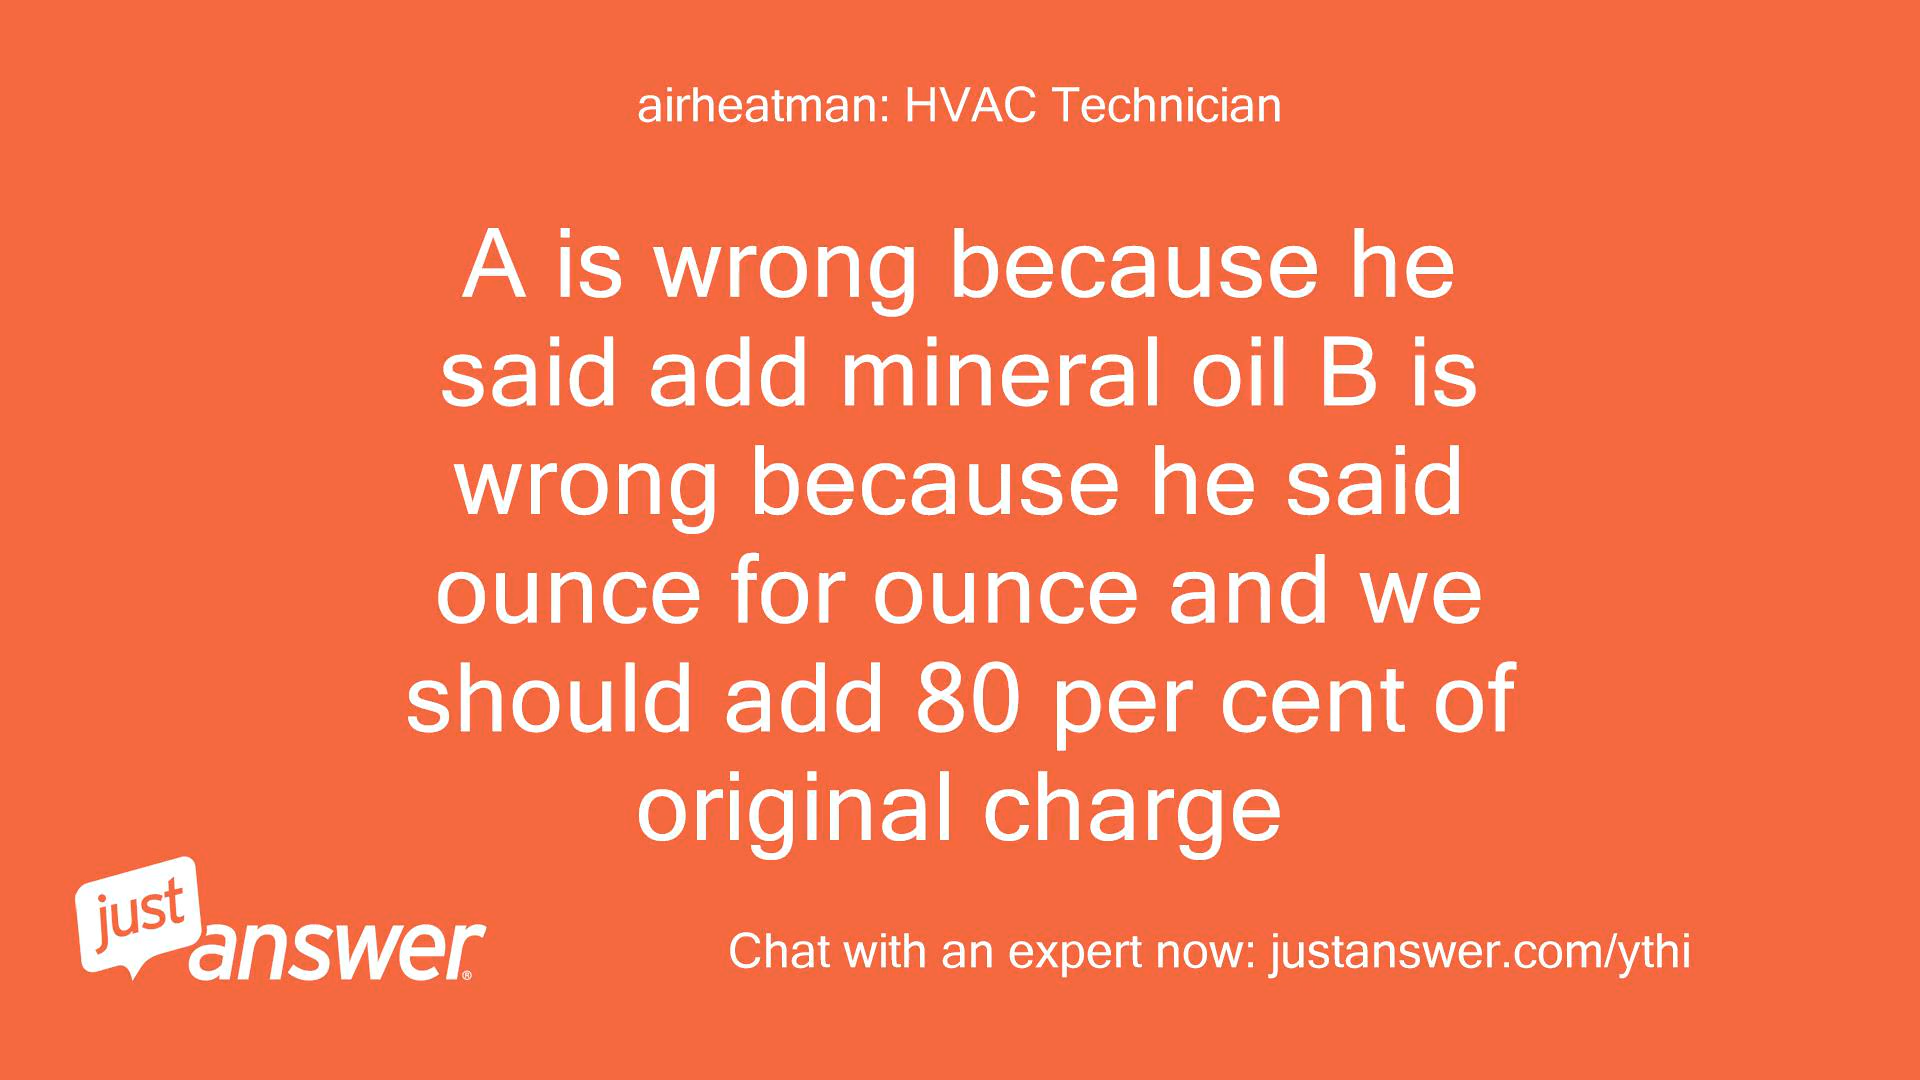 airheatman: HVAC Technician
A is wrong because he
said add mineral oil B is
wrong because he said
ounce for ounce and we
should add 80 per cent of
original charge
just
answer®
Chat with an expert now: justanswer.com/ythi